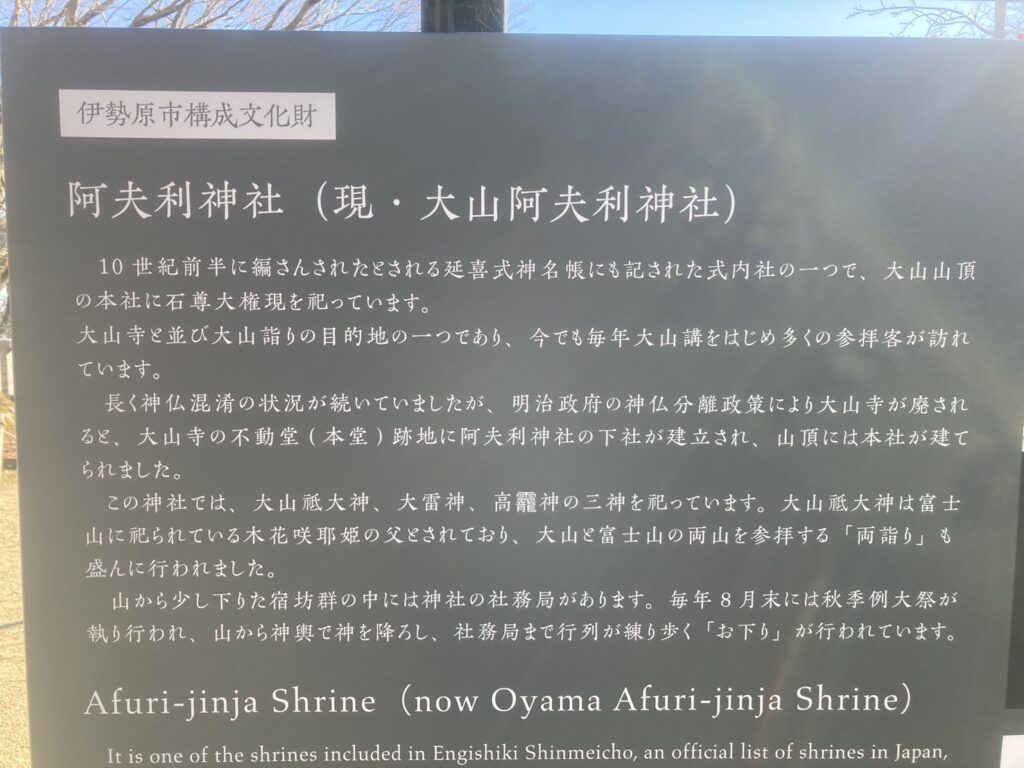 伊勢原市構成文化財
阿夫利神社（現・大山阿夫利神社）
10 世紀前半に編さんされたとされる延喜式神名帳にも記された式内社の一つで、大山山頂
の本社に石尊大権現を祀っています。
大山寺と並び大山詣りの目的地の一つであり、今でも毎年大山講をはじめ多くの参拝客が訪れ
ています。
長く神仏混淆の状況が続いていましたが、明治政府の神仏分離政策により大山寺が廃され
ると、大山寺の不動堂 ( 本堂 ) 跡地に阿夫利神社の下社が建立され、山頂には本社が建て
られました。
この神社では、大山祗大神、大雷神、高龗神の三神を祀っています。大山祗大神は富士
山に祀られている木花咲耶姫の父とされており、大山と富士山の両山を参拝する「両詣り」も
盛んに行われました。
山から少し下りた宿坊群の中には神社の社務局があります。毎年 8 月末には秋季例大祭が
執り行われ、山から神輿で神を降ろし、社務局まで行列が練り歩く「お下り」が行われています。
Afuri-jinja Shrine（now Oyama Afuri-jinja Shrine）
It is one of the shrines included in Engishiki Shinmeicho, an official list of shrines in Japan,